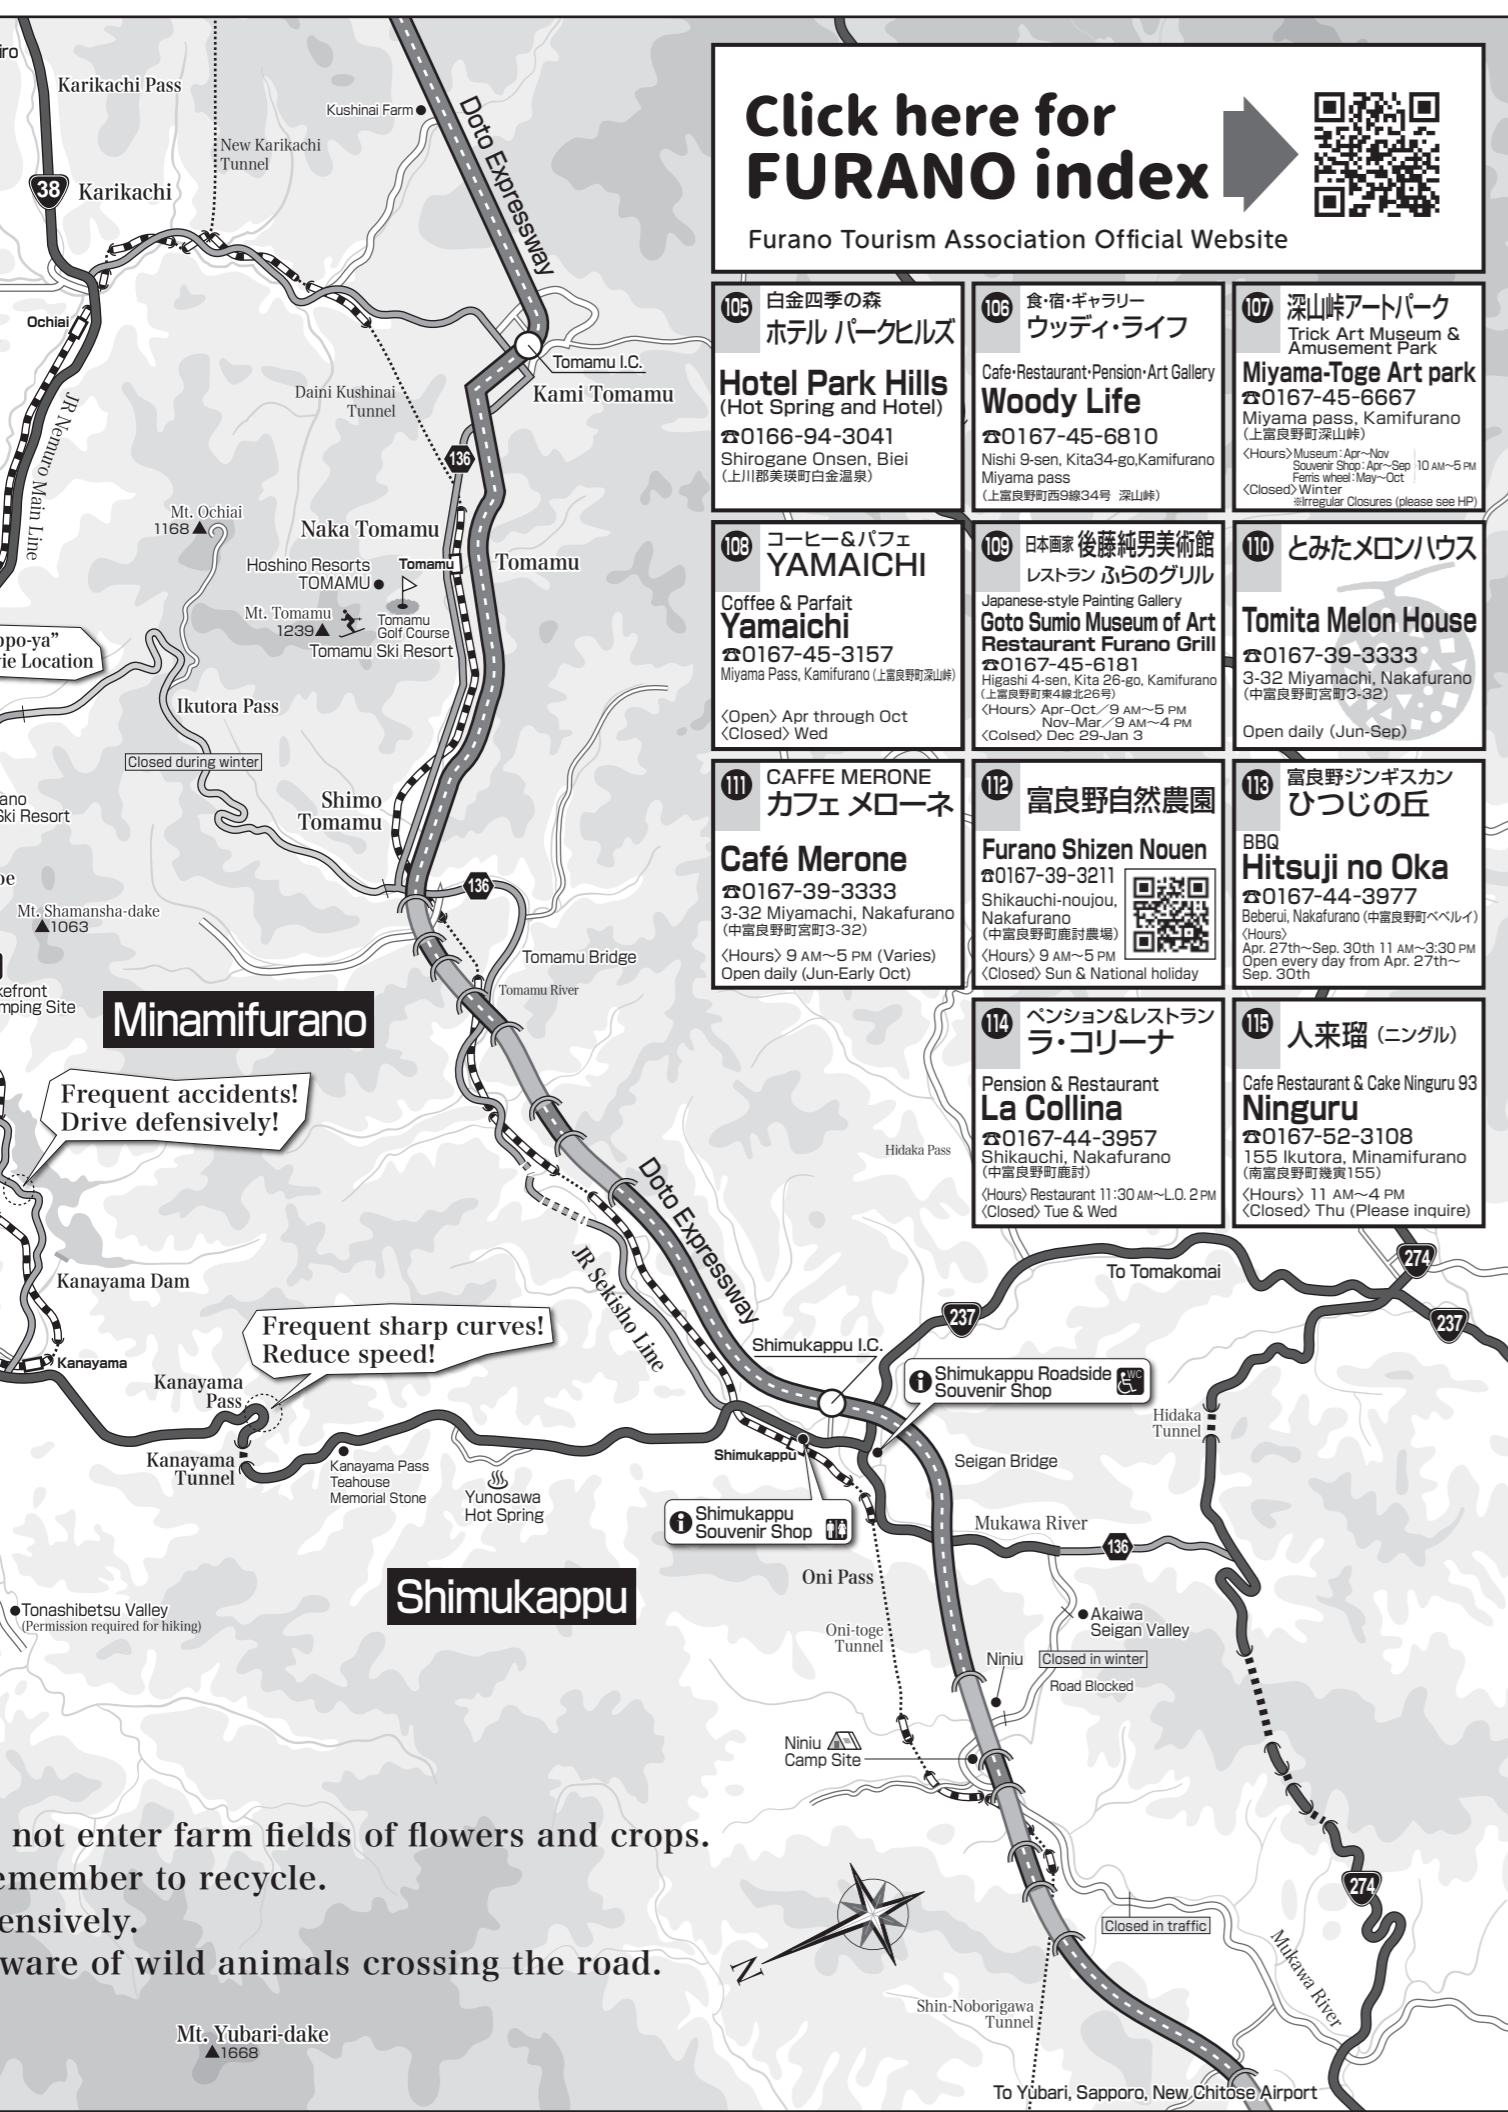 iro
Karikachi Pass
Kushinai Farm
Doto Expressway
New Karikachi
Tunnel
38
Karikachi
Click here for
FURANO index
Furano Tourism Association Official Website
Ochiai
Tomamu I.C.
Kami Tomamu
Daini Kushinai
Tunnel
JR Nemuro Main Line
136
Mt. Ochiai
1168
Naka Tomamu
Hoshino Resorts
TOMAMU
Tomamu
Tomamu
Mt. Tomamu
1239
Tomamu
Golf Course
Tomamu Ski Resort
ppo-ya”
vie Location
Ikutora Pass
Closed during winter
Shimo
Tomamu
ano
Ski Resort
pe
136
Mt. Shamansha-dake
1063
kefront
mping Site
Tomamu Bridge
Tomamu River
Minamifurano
105
白金四季の森
ホテル パークヒルズ
Hotel Park Hills
(Hot Spring and Hotel)
☎0166-94-3041
Shirogane Onsen, Biei
(上川郡美瑛町白金温泉)
106
食・宿・ギャラリー
ウッディ・ライフ
Cafe・Restaurant・Pension・Art Gallery
Woody Life
☎0167-45-6810
Nishi 9-sen, Kita34-go,Kamifurano
Miyama pass
(上富良野町西9線34号 深山峠)
107
深山峠アートパーク
Trick Art Museum &
Amusement Park
Miyama-Toge Art park
☎0167-45-6667
Miyama pass, Kamifurano
(上富良野町深山峠)
〈Hours〉Museum：Apr〜Nov
Souvenir Shop：Apr〜Sep 10 AM〜5 PM
Ferris wheel：May〜Oct
〈Closed〉Winter
※Irregular Closures (please see HP)
108
コーヒー&パフェ
YAMAICHI
Coffee & Parfait
Yamaichi
☎0167-45-3157
Miyama Pass, Kamifurano (上富良野町深山峠)
〈Open〉 Apr through Oct
〈Closed〉 Wed
109
日本画家 後藤純男美術館
レストラン ふらのグリル
Japanese-style Painting Gallery
Goto Sumio Museum of Art
Restaurant Furano Grill
☎0167-45-6181
Higashi 4-sen, Kita 26-go, Kamifurano
(上富良野町東4線北26号)
〈Hours〉 Apr-Oct／9 AM〜5 PM
Nov-Mar／9 AM〜4 PM
〈Colsed〉 Dec 29-Jan 3
110
とみたメロンハウス
Tomita Melon House
☎0167-39-3333
3-32 Miyamachi, Nakafurano
(中富良野町宮町3-32)
Open daily (Jun-Sep)
111
CAFFE MERONE
カフェ メローネ
Café Merone
☎0167-39-3333
3-32 Miyamachi, Nakafurano
(中富良野町宮町3-32)
〈Hours〉 9 AM〜5 PM (Varies)
Open daily (Jun-Early Oct)
112
富良野自然農園
Furano Shizen Nouen
☎0167-39-3211
Shikauchi-noujou,
Nakafurano
(中富良野町鹿討農場)
〈Hours〉 9 AM〜5 PM
〈Closed〉 Sun & National holiday
113
富良野ジンギスカン
ひつじの丘
BBQ
Hitsuji no Oka
☎0167-44-3977
Beberui, Nakafurano (中富良野町ベベルイ)
〈Hours〉
Apr. 27th〜Sep. 30th 11 AM〜3:30 PM
Open every day from Apr. 27th〜
Sep. 30th
114
ペンション&レストラン
ラ・コリーナ
Pension & Restaurant
La Collina
☎0167-44-3957
Shikauchi, Nakafurano
(中富良野町鹿討)
〈Hours〉 Restaurant 11:30 AM〜L.O. 2 PM
〈Closed〉 Tue & Wed
115
人来瑠 (ニングル)
Cafe Restaurant & Cake Ninguru 93
Ninguru
☎0167-52-3108
155 Ikutora, Minamifurano
(南富良野町幾寅155)
〈Hours〉 11 AM〜4 PM
〈Closed〉 Thu (Please inquire)
Frequent accidents!
Drive defensively!
Hidaka Pass
Doto Expressway
JR Sekisho Line
Kanayama Dam
To Tomakomai
274
237
237
Frequent sharp curves!
Reduce speed!
Shimukappu I.C.
Kanayama
Kanayama
Pass
Shimukappu Roadside
Souvenir Shop
WC
Hidaka
Tunnel
Kanayama
Tunnel
Kanayama Pass
Teahouse
Memorial Stone
Yunosawa
Hot Spring
Shimukappu
Seigan Bridge
Shimukappu
Souvenir Shop
Mukawa River
136
Oni Pass
Shimukappu
Tonashibetsu Valley
(Permission required for hiking)
Akaiwa
Seigan Valley
Oni-toge
Tunnel
Niniu
Closed in winter
Road Blocked
Niniu
Camp Site
not enter farm fields of flowers and crops.
emember to recycle.
ensively.
ware of wild animals crossing the road.
274
Closed in traffic
N
Mukawa River
Shin-Noborigawa
Tunnel
Mt. Yubari-dake
1668
To Yubari, Sapporo, New Chitose Airport